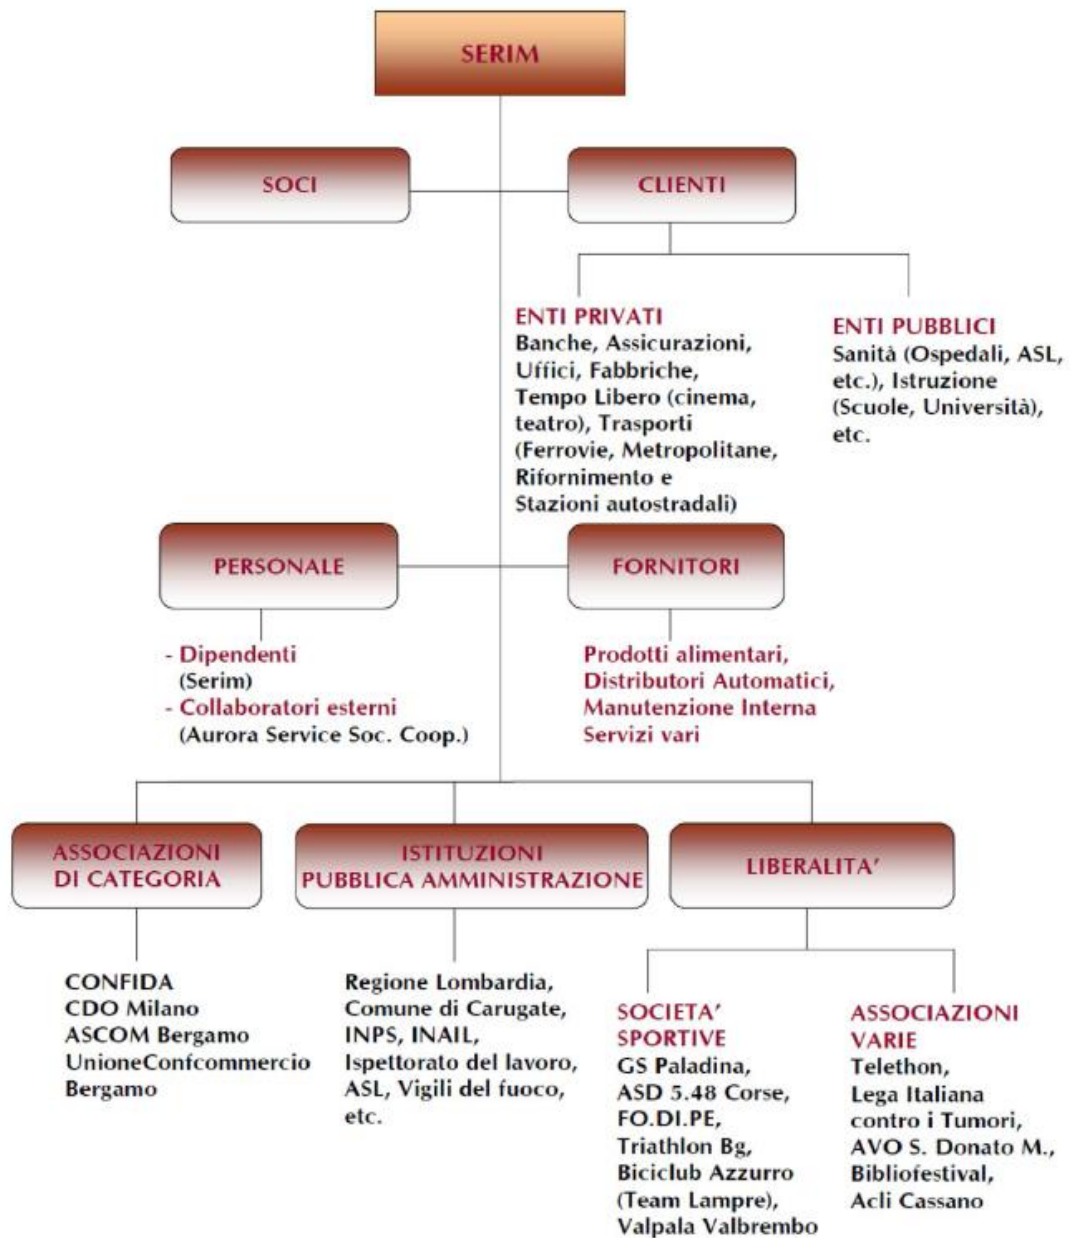 SERIM
SOCI
CLIENTI
ENTI PRIVATI
Banche, Assicurazioni,
Uffici, Fabbriche,
Tempo Libero (cinema,
teatro), Trasporti
(Ferrovie, Metropolitane,
Rifornimento e
Stazioni autostradali)
ENTI PUBBLICI
Sanità (Ospedali, ASL,
etc.), Istruzione
(Scuole, Università),
etc.
PERSONALE
FORNITORI
- Dipendenti
(Serim)
- Collaboratori esterni
(Aurora Service Soc. Coop.)
Prodotti alimentari,
Distributori Automatici,
Manutenzione Interna
Servizi vari
ASSOCIAZIONI
DI CATEGORIA
ISTITUZIONI
PUBBLICA AMMINISTRAZIONE
LIBERALITA'
CONFIDA
CDO Milano
ASCOM Bergamo
UnioneConfcommercio
Bergamo
Regione Lombardia,
Comune di Carugate,
INPS, INAIL,
Ispettorato del lavoro,
ASL, Vigili del fuoco,
etc.
SOCIETA'
SPORTIVE
GS Paladina,
ASD 5.48 Corse,
FO.DI.PE,
Triathlon Bg,
Biciclub Azzurro
(Team Lampre),
Valpala Valbrembo
ASSOCIAZIONI
VARIE
Telethon,
Lega Italiana
contro i Tumori,
AVO S. Donato M.,
Bibliofestival,
Acli Cassano